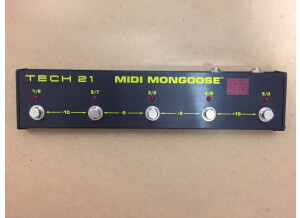 TECH 21 MIDI MONGOOSE®
1/6 2/7 3/8 4/9 5/0
-10 -5 +5 +10